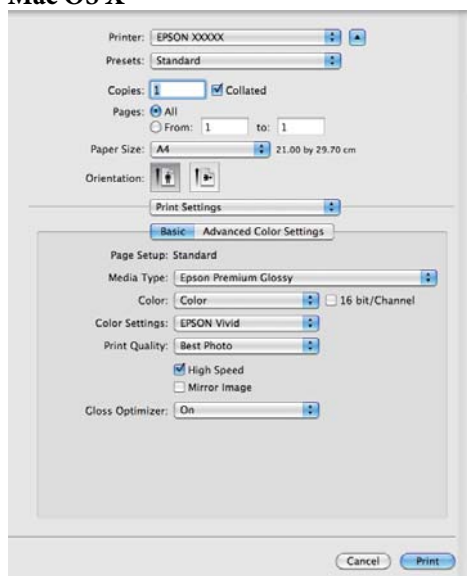 Mac OS X
Printer: EPSON XXXXX
Presets: Standard
Copies: 1 Collated
Pages: All
From: 1 to: 1
Paper Size: A4 21.00 by 29.70 cm
Orientation:
Print Settings
Basic Advanced Color Settings
Page Setup: Standard
Media Type: Epson Premium Glossy
Color: Color 16 bit/Channel
Color Settings: EPSON Vivid
Print Quality: Best Photo
High Speed
Mirror Image
Gloss Optimizer: On
Cancel Print